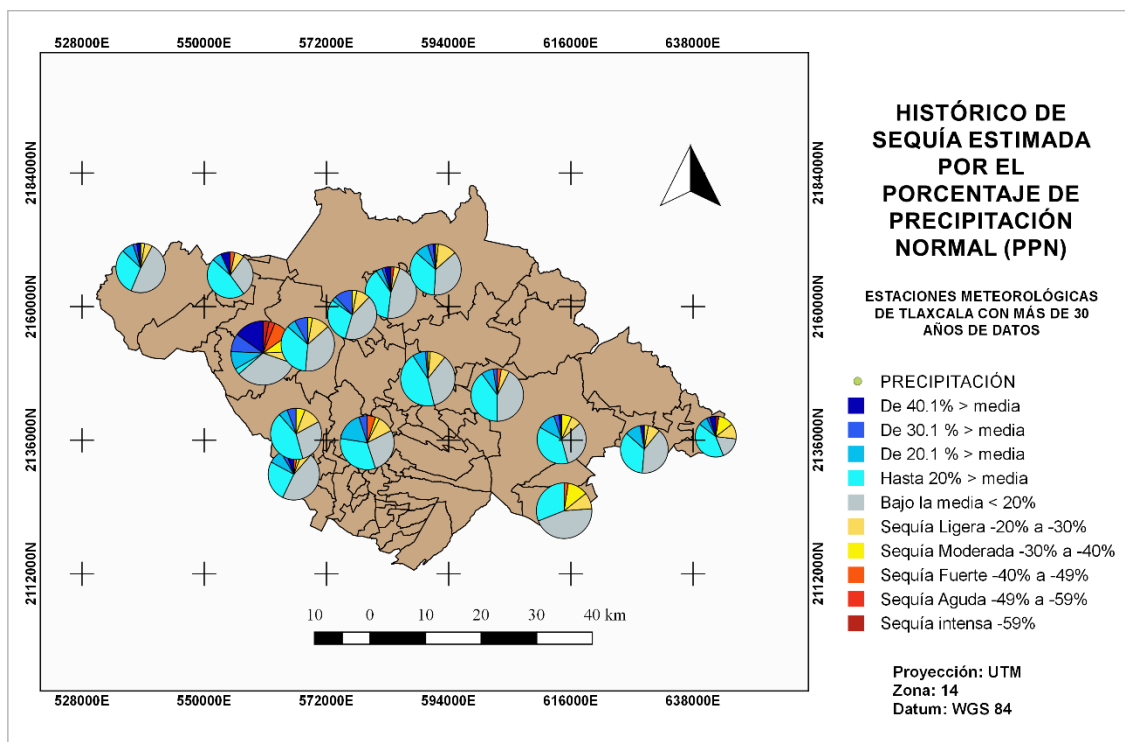 528000E 550000E 572000E 594000E 616000E 638000E
2184000N
2160000N
2136000N
2112000N
2184000N
2160000N
2136000N
2112000N
10 0 10 20 30 40 km
528000E 550000E 572000E 594000E 616000E 638000E
HISTÓRICO DE
SEQUÍA ESTIMADA
POR EL
PORCENTAJE DE
PRECIPITACIÓN
NORMAL (PPN)
ESTACIONES METEOROLÓGICAS
DE TLAXCALA CON MÁS DE 30
AÑOS DE DATOS
PRECIPITACIÓN
De 40.1% > media
De 30.1 % > media
De 20.1 % > media
Hasta 20% > media
Bajo la media < 20%
Sequía Ligera -20% a -30%
Sequía Moderada -30% a -40%
Sequía Fuerte -40% a -49%
Sequía Aguda -49% a -59%
Sequía intensa -59%
Proyección: UTM
Zona: 14
Datum: WGS 84